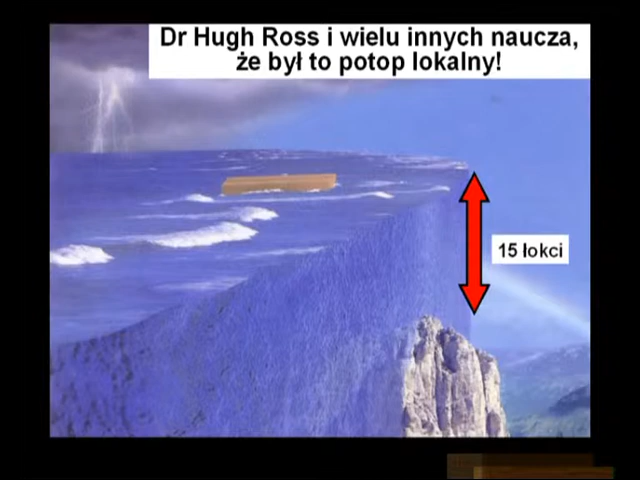 Dr Hugh Ross i wielu innych naucza,
że był to potop lokalny!
15 łokci